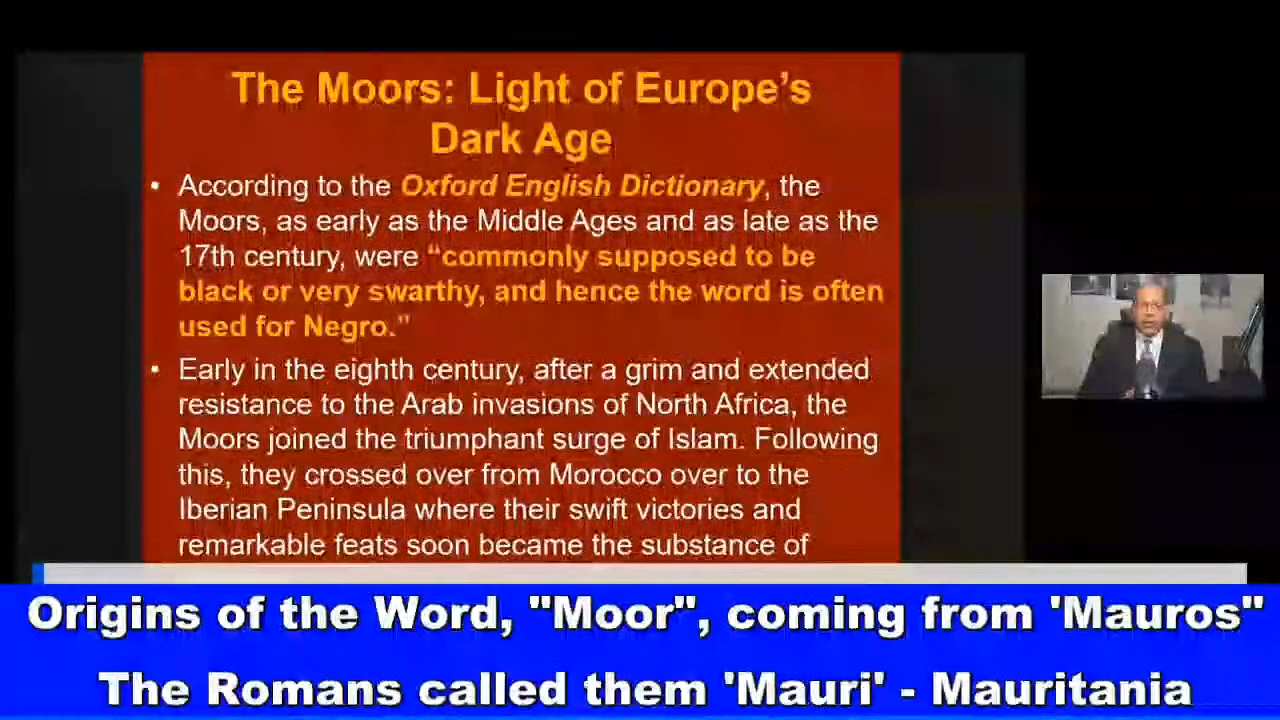 The Moors: Light of Europe's
Dark Age
• According to the Oxford English Dictionary, the
Moors, as early as the Middle Ages and as late as the
17th century, were “commonly supposed to be
black or very swarthy, and hence the word is often
used for Negro.”
• Early in the eighth century, after a grim and extended
resistance to the Arab invasions of North Africa, the
Moors joined the triumphant surge of Islam. Following
this, they crossed over from Morocco over to the
Iberian Peninsula where their swift victories and
remarkable feats soon became the substance of
Origins of the Word, "Moor", coming from 'Mauros"
The Romans called them 'Mauri' - Mauritania